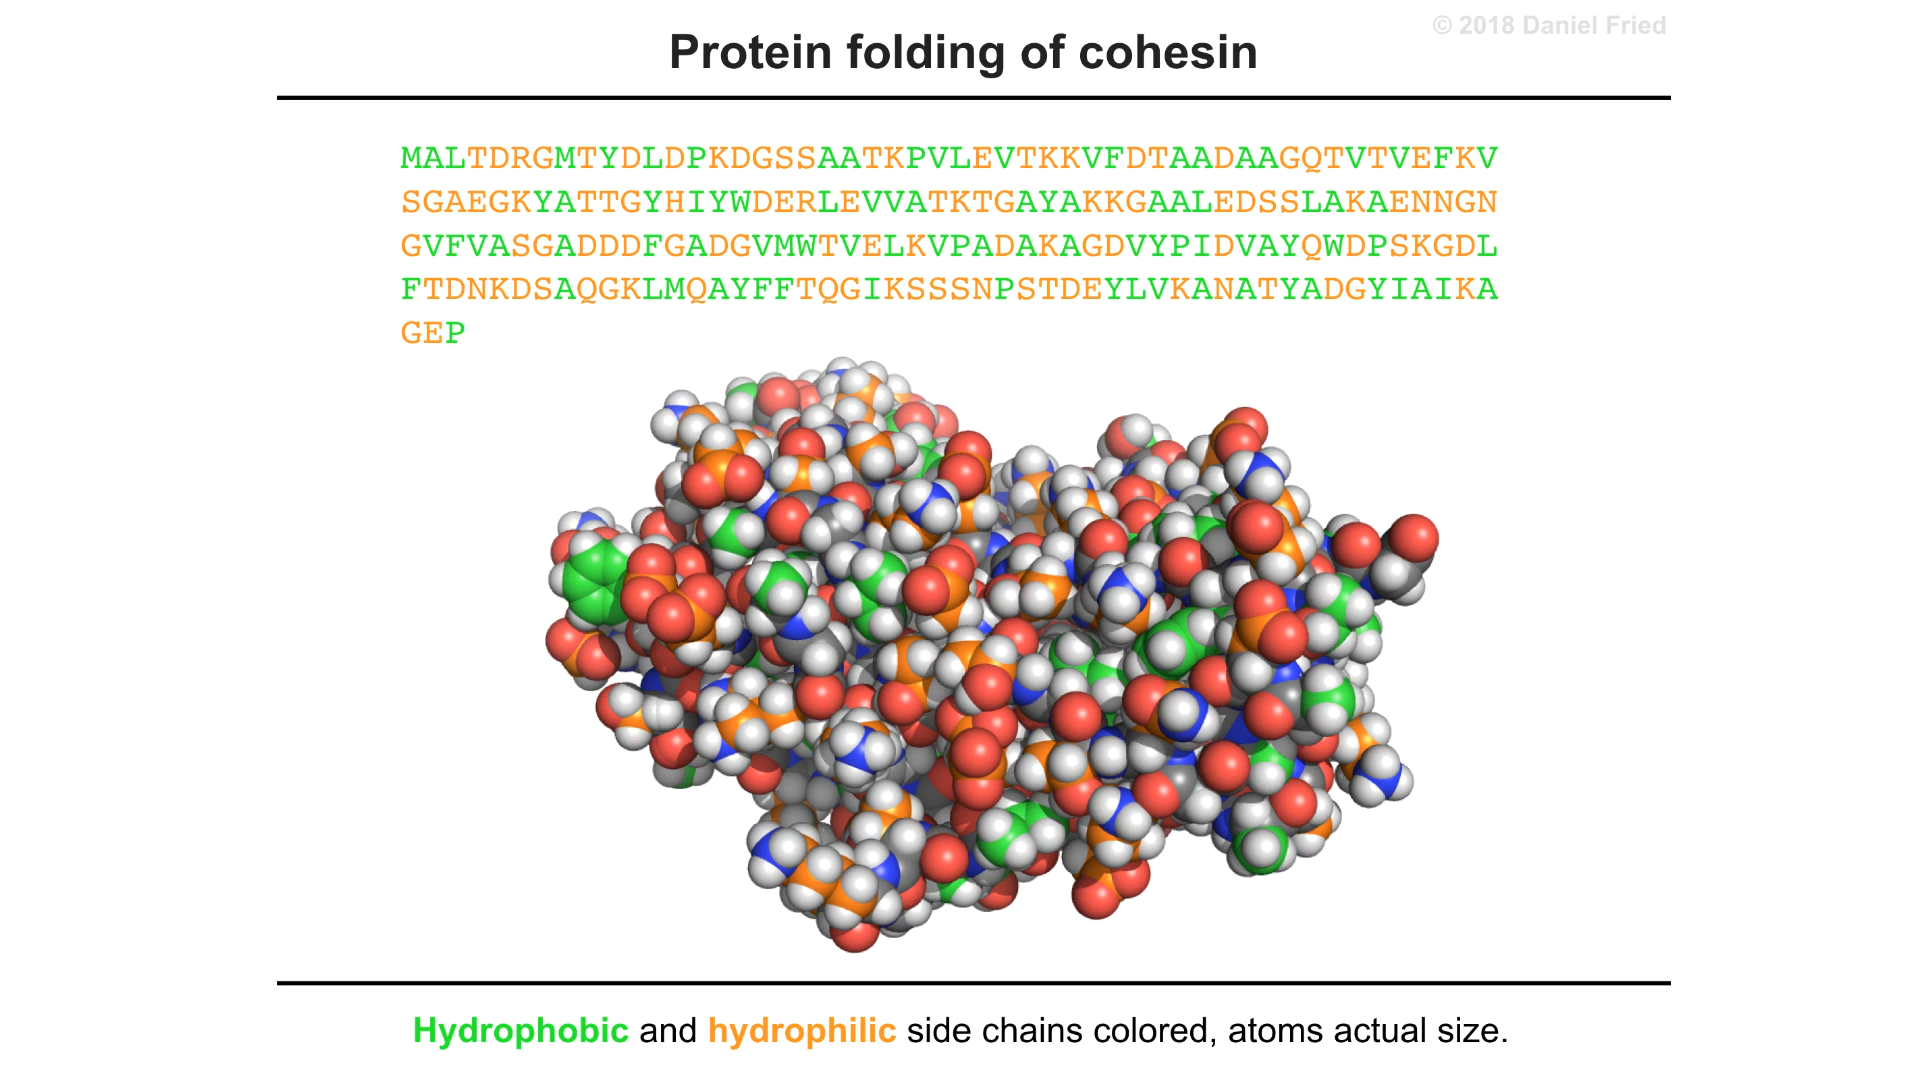 © 2018 Daniel Fried
Protein folding of cohesin
MALTDRGMTYDLDPKDGSSAATKPVLEVTKKVFDTAADAAGQTVTVEFKV
SGAEGKYATTGYHIYWDERLEVVATKTGAYAKKGAALEDSSLAKAENNGN
GVFVASGADDDFGADGVMWTVELKVPADAKAGDVYPIDVAYQWDPSKGDL
FTDNKDSAQGKLMQAYFFTQGIKSSSNPSTDEYLVKANATYADGYIAIKA
GEP
Hydrophobic and hydrophilic side chains colored, atoms actual size.